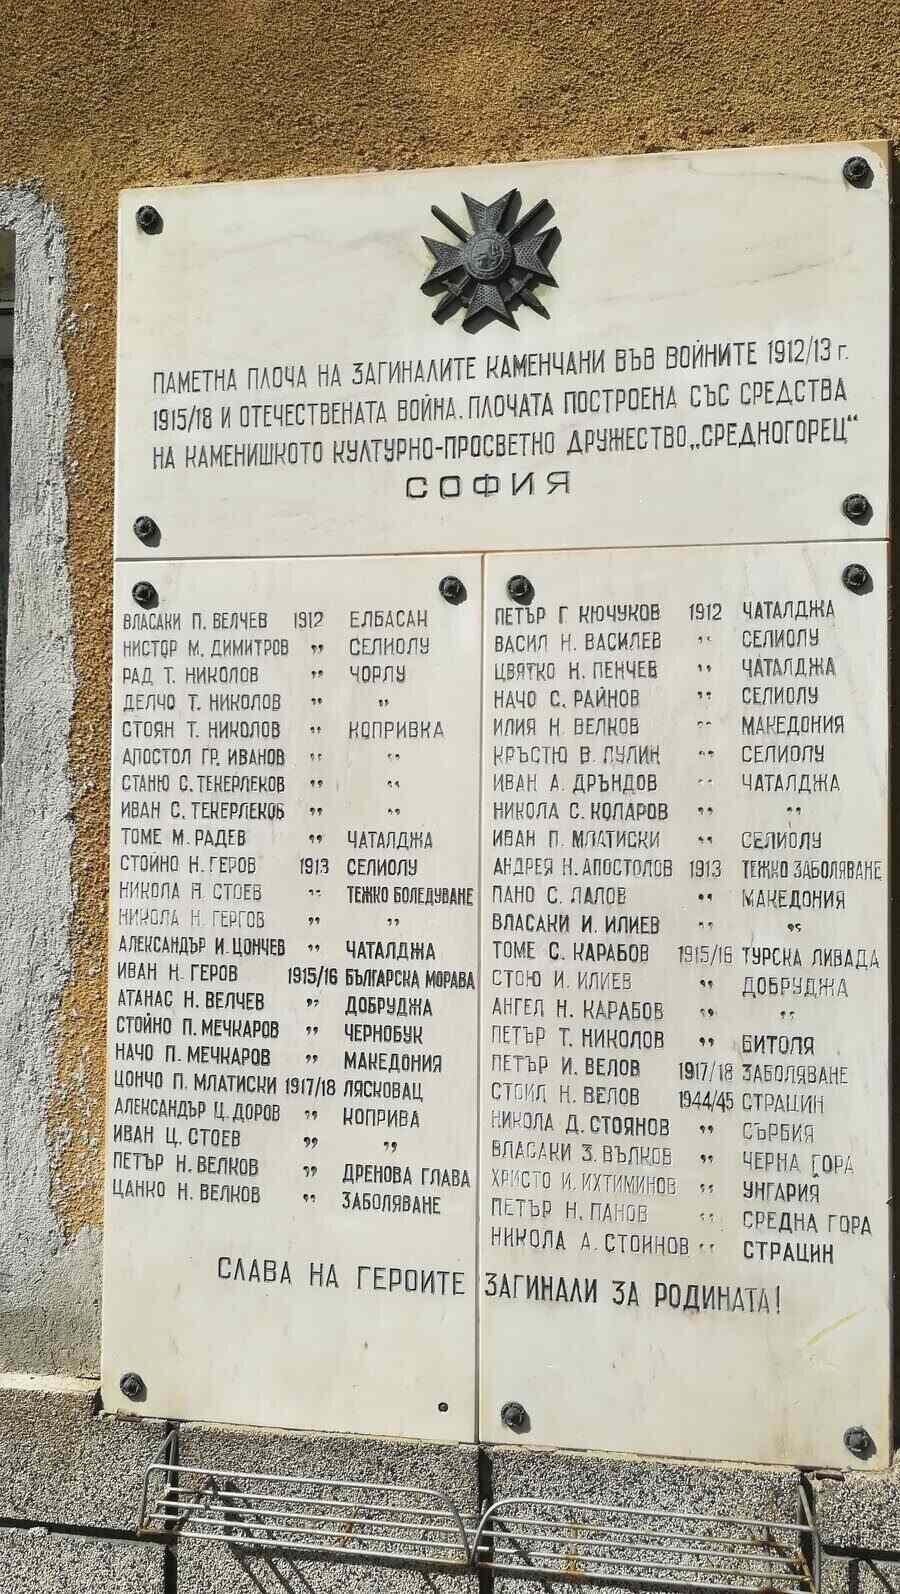 ПАМЕТНА ПЛОЧА НА ЗАГИНАЛИТЕ КАМЕНЧАНИ ВЪВ ВОЙНИТЕ 1912/13 г.
1915/18 И ОТЕЧЕСТВЕНАТА ВОЙНА. ПЛОЧАТА ПОСТРОЕНА СЪС СРЕДСТВА
НА КАМЕНИШКОТО КУЛТУРНО-ПРОСВЕТНО ДРУЖЕСТВО „СРЕДНОГОРЕЦ“
СОФИЯ
ВЛАСАКИ П. ВЕЛЧЕВ 1912 ЕЛБАСАН
НИСТОР М. ДИМИТРОВ " СЕЛИОЛУ
РАД Т. НИКОЛОВ " ЧОРЛУ
ДЕЛЧО Т. НИКОЛОВ " "
СТОЯН Т. НИКОЛОВ " КОПРИВКА
АПОСТОЛ ГР. ИВАНОВ " "
СТАНЮ С. ТЕКЕРЛЕКОВ " "
ИВАН С. ТЕКЕРЛЕКОВ " "
ТОМЕ М. РАДЕВ " ЧАТАЛДЖА
СТОЙНО Н. ГЕРОВ 1913 СЕЛИОЛУ
НИКОЛА Н. СТОЕВ " ТЕЖКО БОЛЕДУВАНЕ
НИКОЛА Н. ГЕРГОВ " "
АЛЕКСАНДЪР И. ЦОНЧЕВ " ЧАТАЛДЖА
ИВАН Н. ГЕРОВ 1915/16 БЪЛГАРСКА МОРАВА
АТАНАС Н. ВЕЛЧЕВ " ДОБРУДЖА
СТОЙНО П. МЕЧКАРОВ " ЧЕРНОБУК
НАЧО П. МЕЧКАРОВ " МАКЕДОНИЯ
ЦОНЧО П. МЛАТИСКИ 1917/18 ЛЯСКОВАЦ
АЛЕКСАНДЪР Ц. ДОРОВ " КОПРИВА
ИВАН Ц. СТОЕВ " "
ПЕТЪР Н. ВЕЛКОВ " ДРЕНОВА ГЛАВА
ЦАНКО Н. ВЕЛКОВ " ЗАБОЛЯВАНЕ
ПЕТЪР Г. КЮЧУКОВ 1912 ЧАТАЛДЖА
ВАСИЛ Н. ВАСИЛЕВ " СЕЛИОЛУ
ЦВЯТКО Н. ПЕНЧЕВ " ЧАТАЛДЖА
НАЧО С. РАЙНОВ " СЕЛИОЛУ
ИЛИЯ Н. ВЕЛКОВ " МАКЕДОНИЯ
КРЪСТЮ В. ЛУЛИН " СЕЛИОЛУ
ИВАН А. ДРЪНДОВ " ЧАТАЛДЖА
НИКОЛА С. КОЛАРОВ " "
ИВАН П. МЛАТИСКИ " СЕЛИОЛУ
АНДРЕЯ Н. АПОСТОЛОВ 1913 ТЕЖКО ЗАБОЛЯВАНЕ
ПАНО С. ЛАЛОВ " МАКЕДОНИЯ
ВЛАСАКИ И. ИЛИЕВ " "
ТОМЕ С. КАРАБОВ 1915/16 ТУРСКА ЛИВАДА
СТОЮ И. ИЛИЕВ " ДОБРУДЖА
АНГЕЛ Н. КАРАБОВ " "
ПЕТЪР Т. НИКОЛОВ " БИТОЛЯ
ПЕТЪР И. ВЕЛОВ 1917/18 ЗАБОЛЯВАНЕ
СТОИЛ Н. ВЕЛОВ 1944/45 СТРАЦИН
НИКОЛА Д. СТОЯНОВ " СЪРБИЯ
ВЛАСАКИ З. ВЪЛКОВ " ЧЕРНА ГОРА
ХРИСТО И. ИХТИМИНОВ " УНГАРИЯ
ПЕТЪР Н. ПАНОВ " СРЕДНА ГОРА
НИКОЛА А. СТОИНОВ " СТРАЦИН
СЛАВА НА ГЕРОИТЕ ЗАГИНАЛИ ЗА РОДИНАТА!